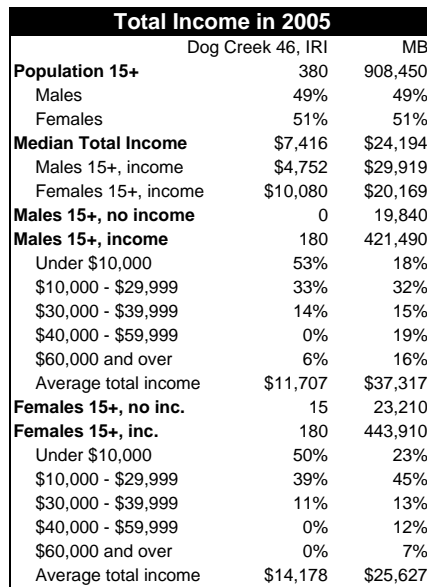 Total Income in 2005
Dog Creek 46, IRI MB
Population 15+ 380 908,450
Males 49% 49%
Females 51% 51%
Median Total Income $7,416 $24,194
Males 15+, income $4,752 $29,919
Females 15+, income $10,080 $20,169
Males 15+, no income 0 19,840
Males 15+, income 180 421,490
Under $10,000 53% 18%
$10,000 - $29,999 33% 32%
$30,000 - $39,999 14% 15%
$40,000 - $59,999 0% 19%
$60,000 and over 6% 16%
Average total income $11,707 $37,317
Females 15+, no inc. 15 23,210
Females 15+, inc. 180 443,910
Under $10,000 50% 23%
$10,000 - $29,999 39% 45%
$30,000 - $39,999 11% 13%
$40,000 - $59,999 0% 12%
$60,000 and over 0% 7%
Average total income $14,178 $25,627